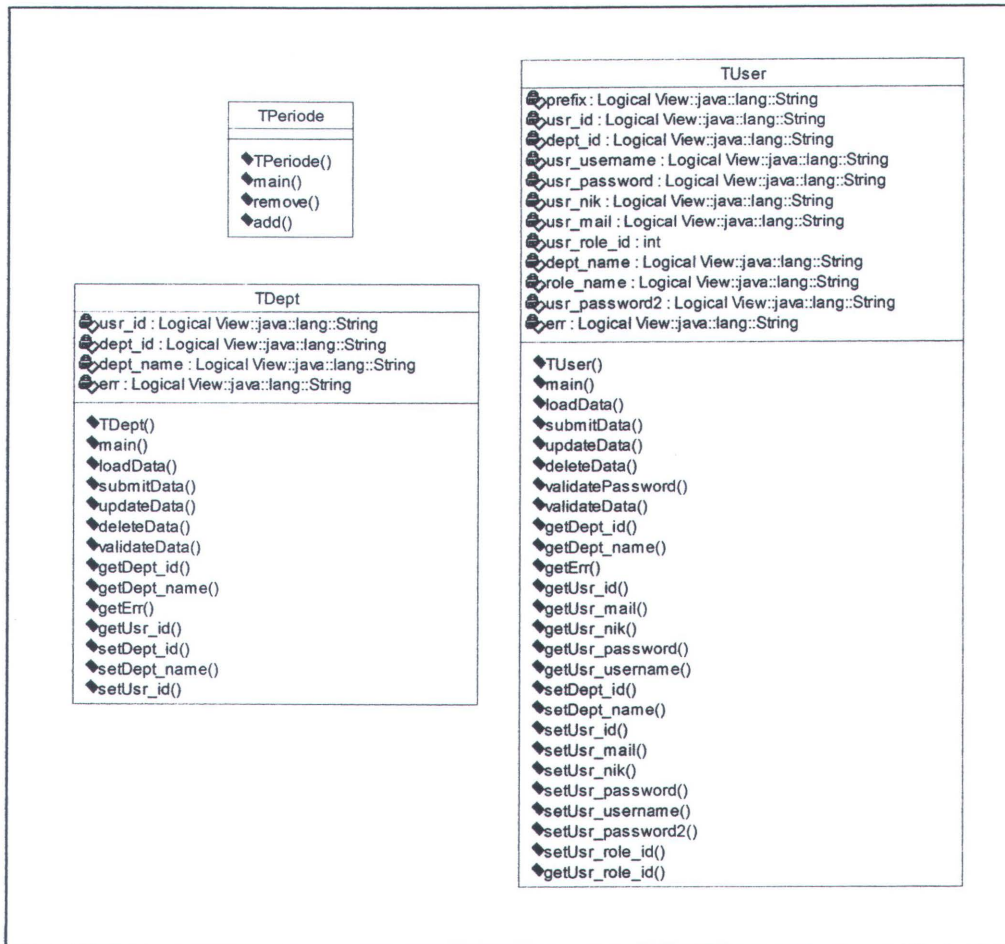 TPeriode
TPeriode()
main()
remove()
add()
TDept
usr_id : Logical View::java::lang::String
dept_id : Logical View::java::lang::String
dept_name : Logical View::java::lang::String
err : Logical View::java::lang::String
TDept()
main()
loadData()
submitData()
updateData()
deleteData()
validateData()
getDept_id()
getDept_name()
getErr()
getUsr_id()
setDept_id()
setDept_name()
setUsr_id()
TUser
prefix : Logical View::java::lang::String
usr_id : Logical View::java::lang::String
dept_id : Logical View::java::lang::String
usr_username : Logical View::java::lang::String
usr_password : Logical View::java::lang::String
usr_nik : Logical View::java::lang::String
usr_mail : Logical View::java::lang::String
usr_role_id : int
dept_name : Logical View::java::lang::String
role_name : Logical View::java::lang::String
usr_password2 : Logical View::java::lang::String
err : Logical View::java::lang::String
TUser()
main()
loadData()
submitData()
updateData()
deleteData()
validatePassword()
validateData()
getDept_id()
getDept_name()
getErr()
getUsr_id()
getUsr_mail()
getUsr_nik()
getUsr_password()
getUsr_username()
setDept_id()
setDept_name()
setUsr_id()
setUsr_mail()
setUsr_nik()
setUsr_password()
setUsr_username()
setUsr_password2()
setUsr_role_id()
getUsr_role_id()